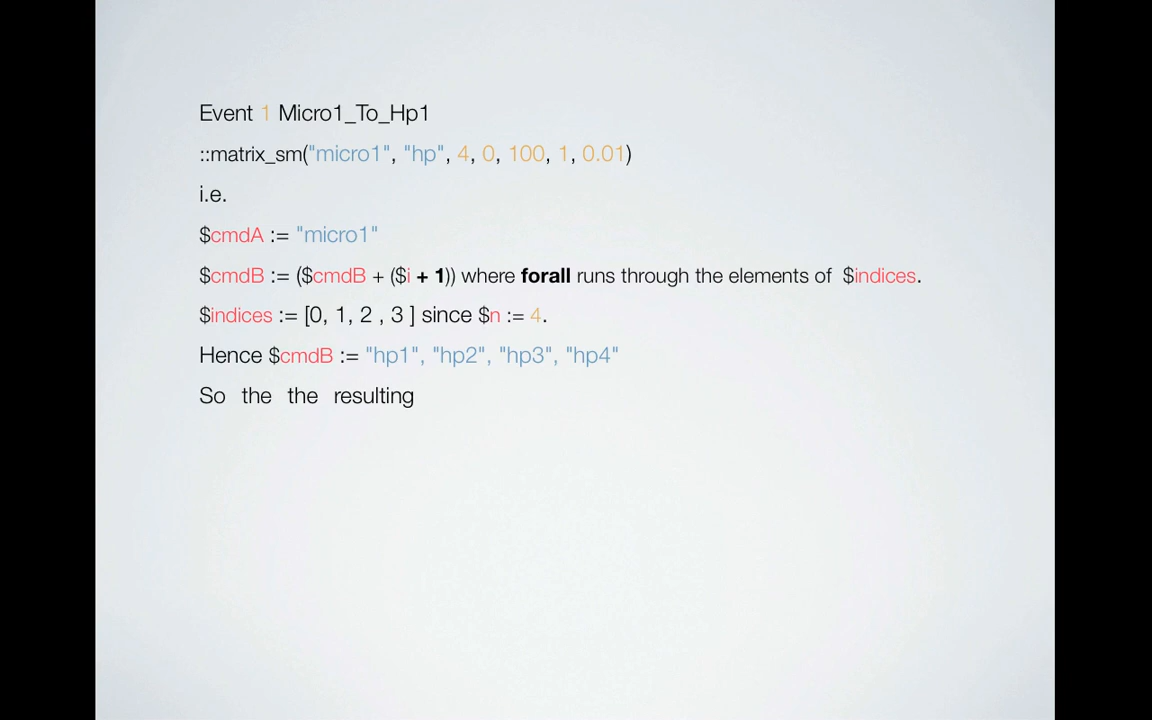 Event 1 Micro1_To_Hp1
::matrix_sm("micro1", "hp", 4, 0, 100, 1, 0.01)
i.e.
$cmdA := "micro1"
$cmdB := ($cmdB + ($i + 1)) where forall runs through the elements of $indices.
$indices := [0, 1, 2 , 3 ] since $n := 4.
Hence $cmdB := "hp1", "hp2", "hp3", "hp4"
So the the resulting